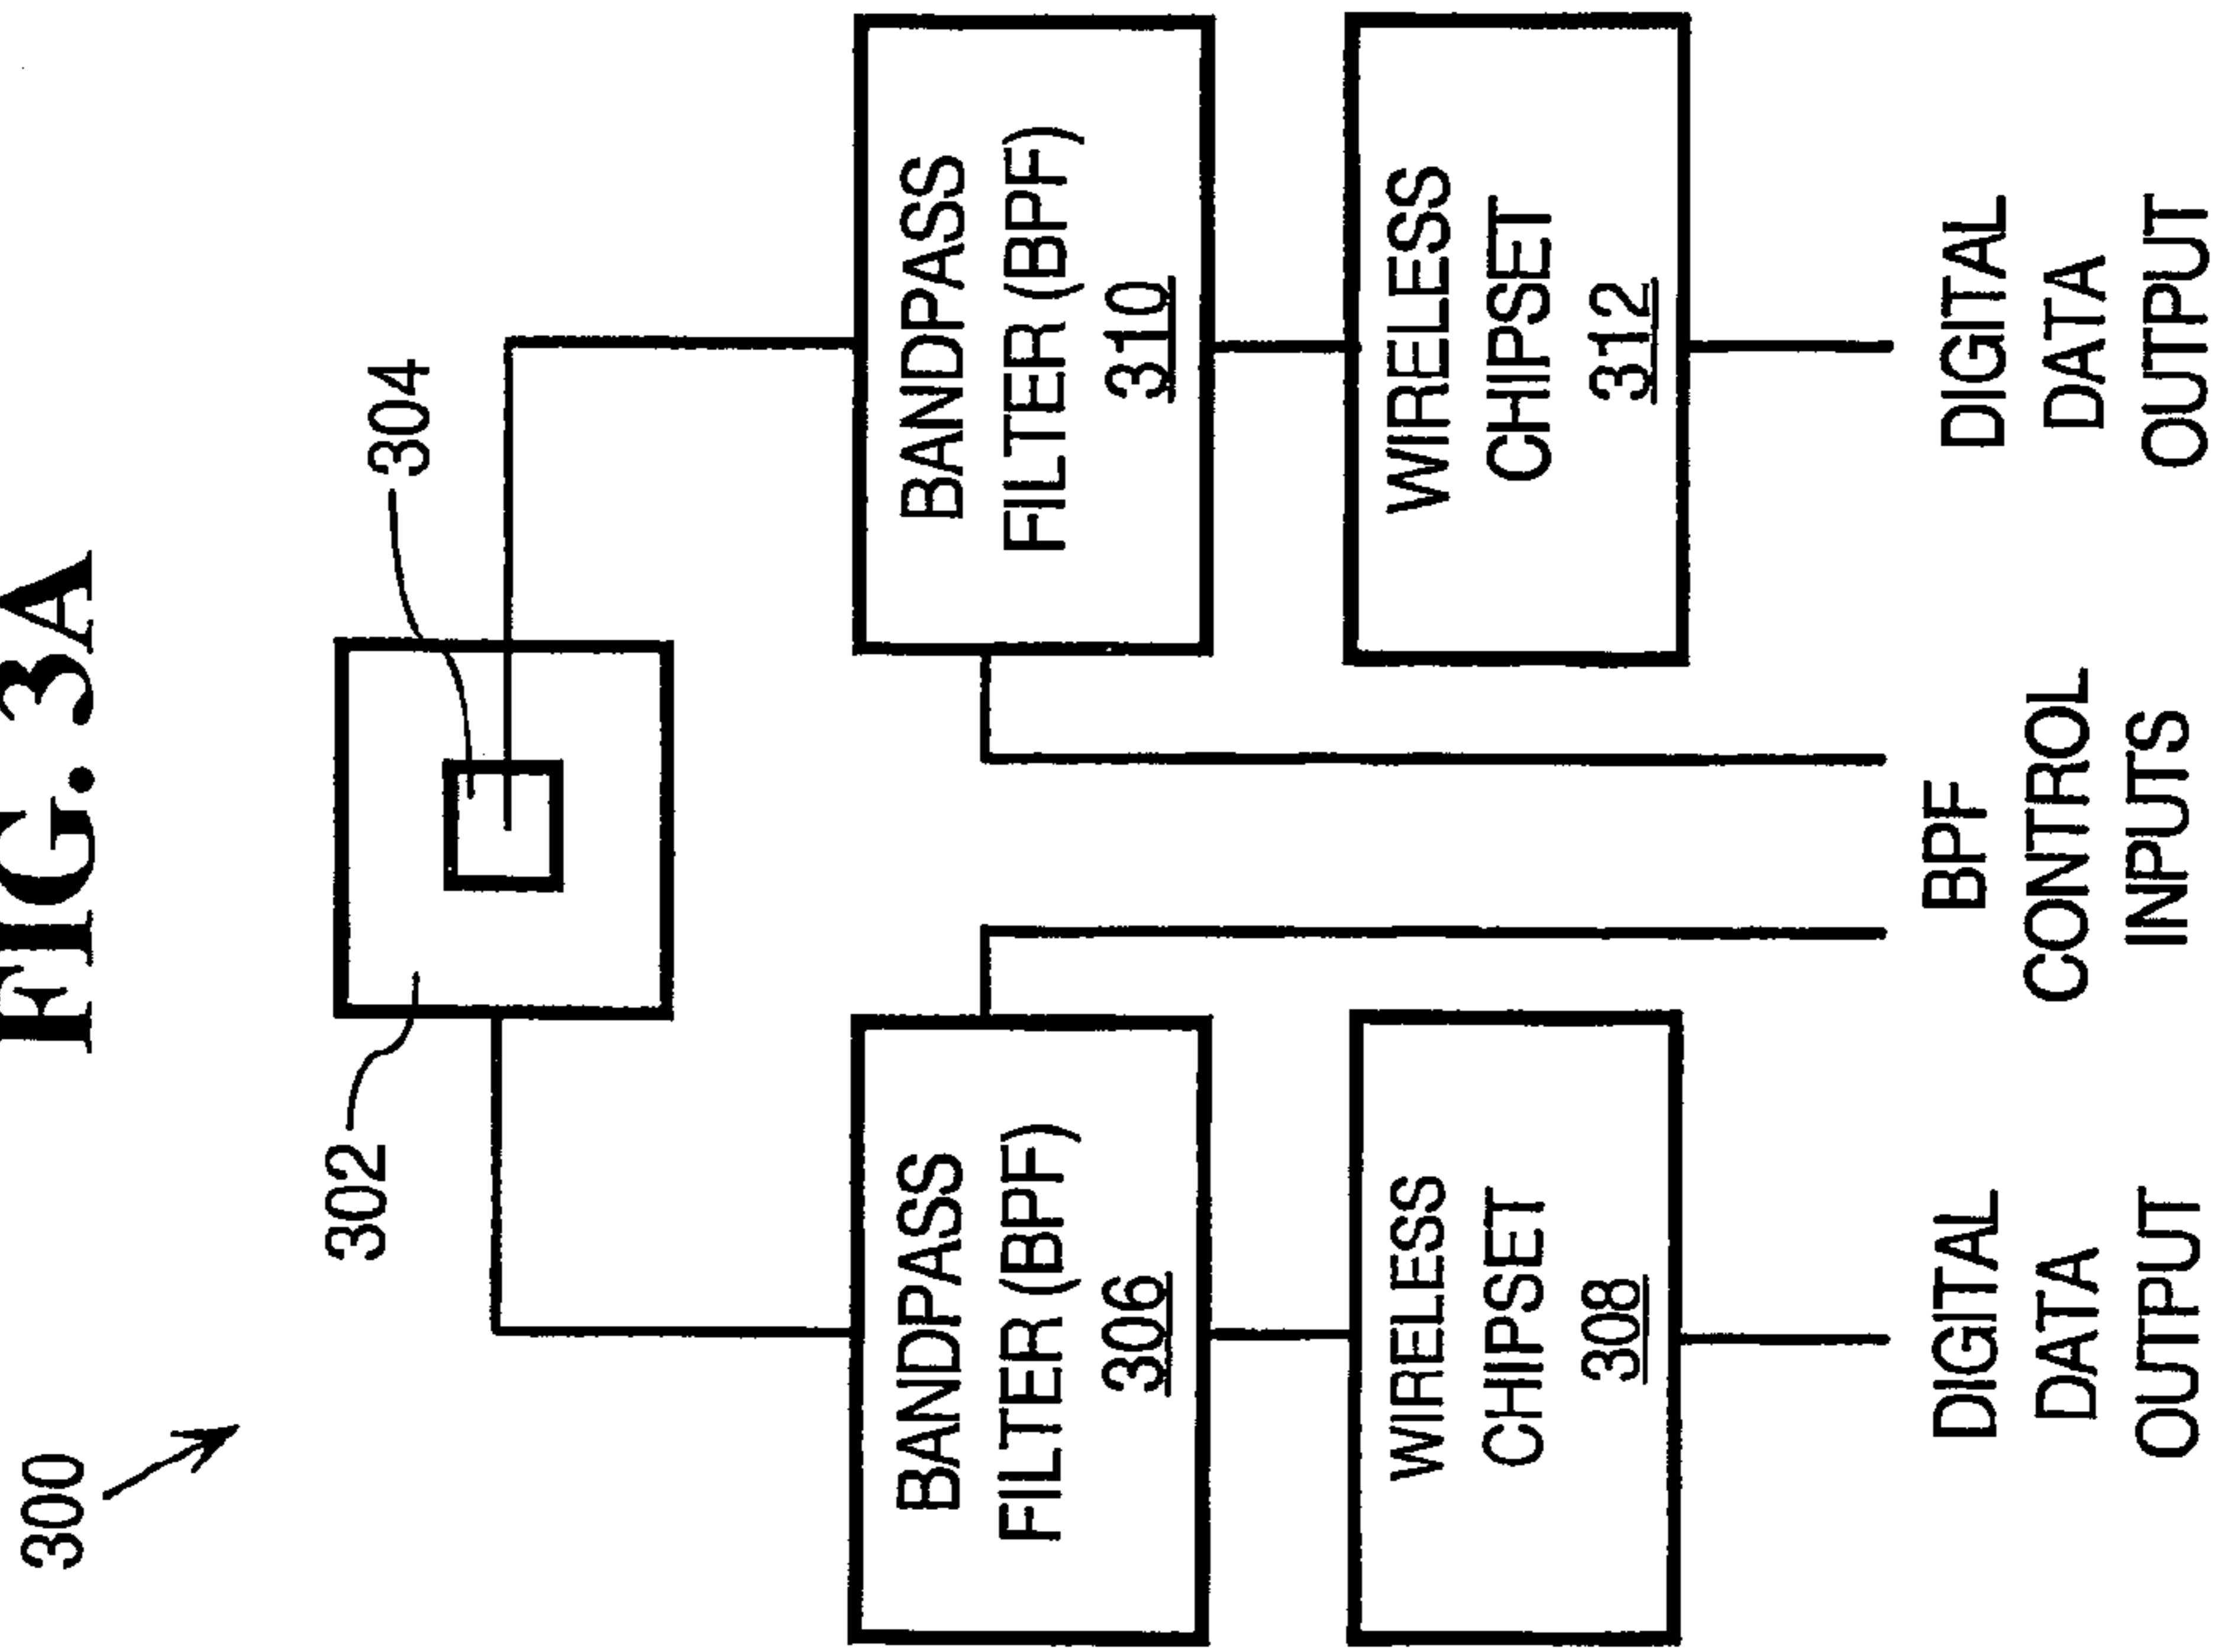 FIG. 3A
300
302
304
BANDPASS
FILTER (BPF)
306
BANDPASS
FILTER (BPF)
310
WIRELESS
CHIPSET
308
WIRELESS
CHIPSET
312
DIGITAL
DATA
OUTPUT
BPF
CONTROL
INPUTS
DIGITAL
DATA
OUTPUT